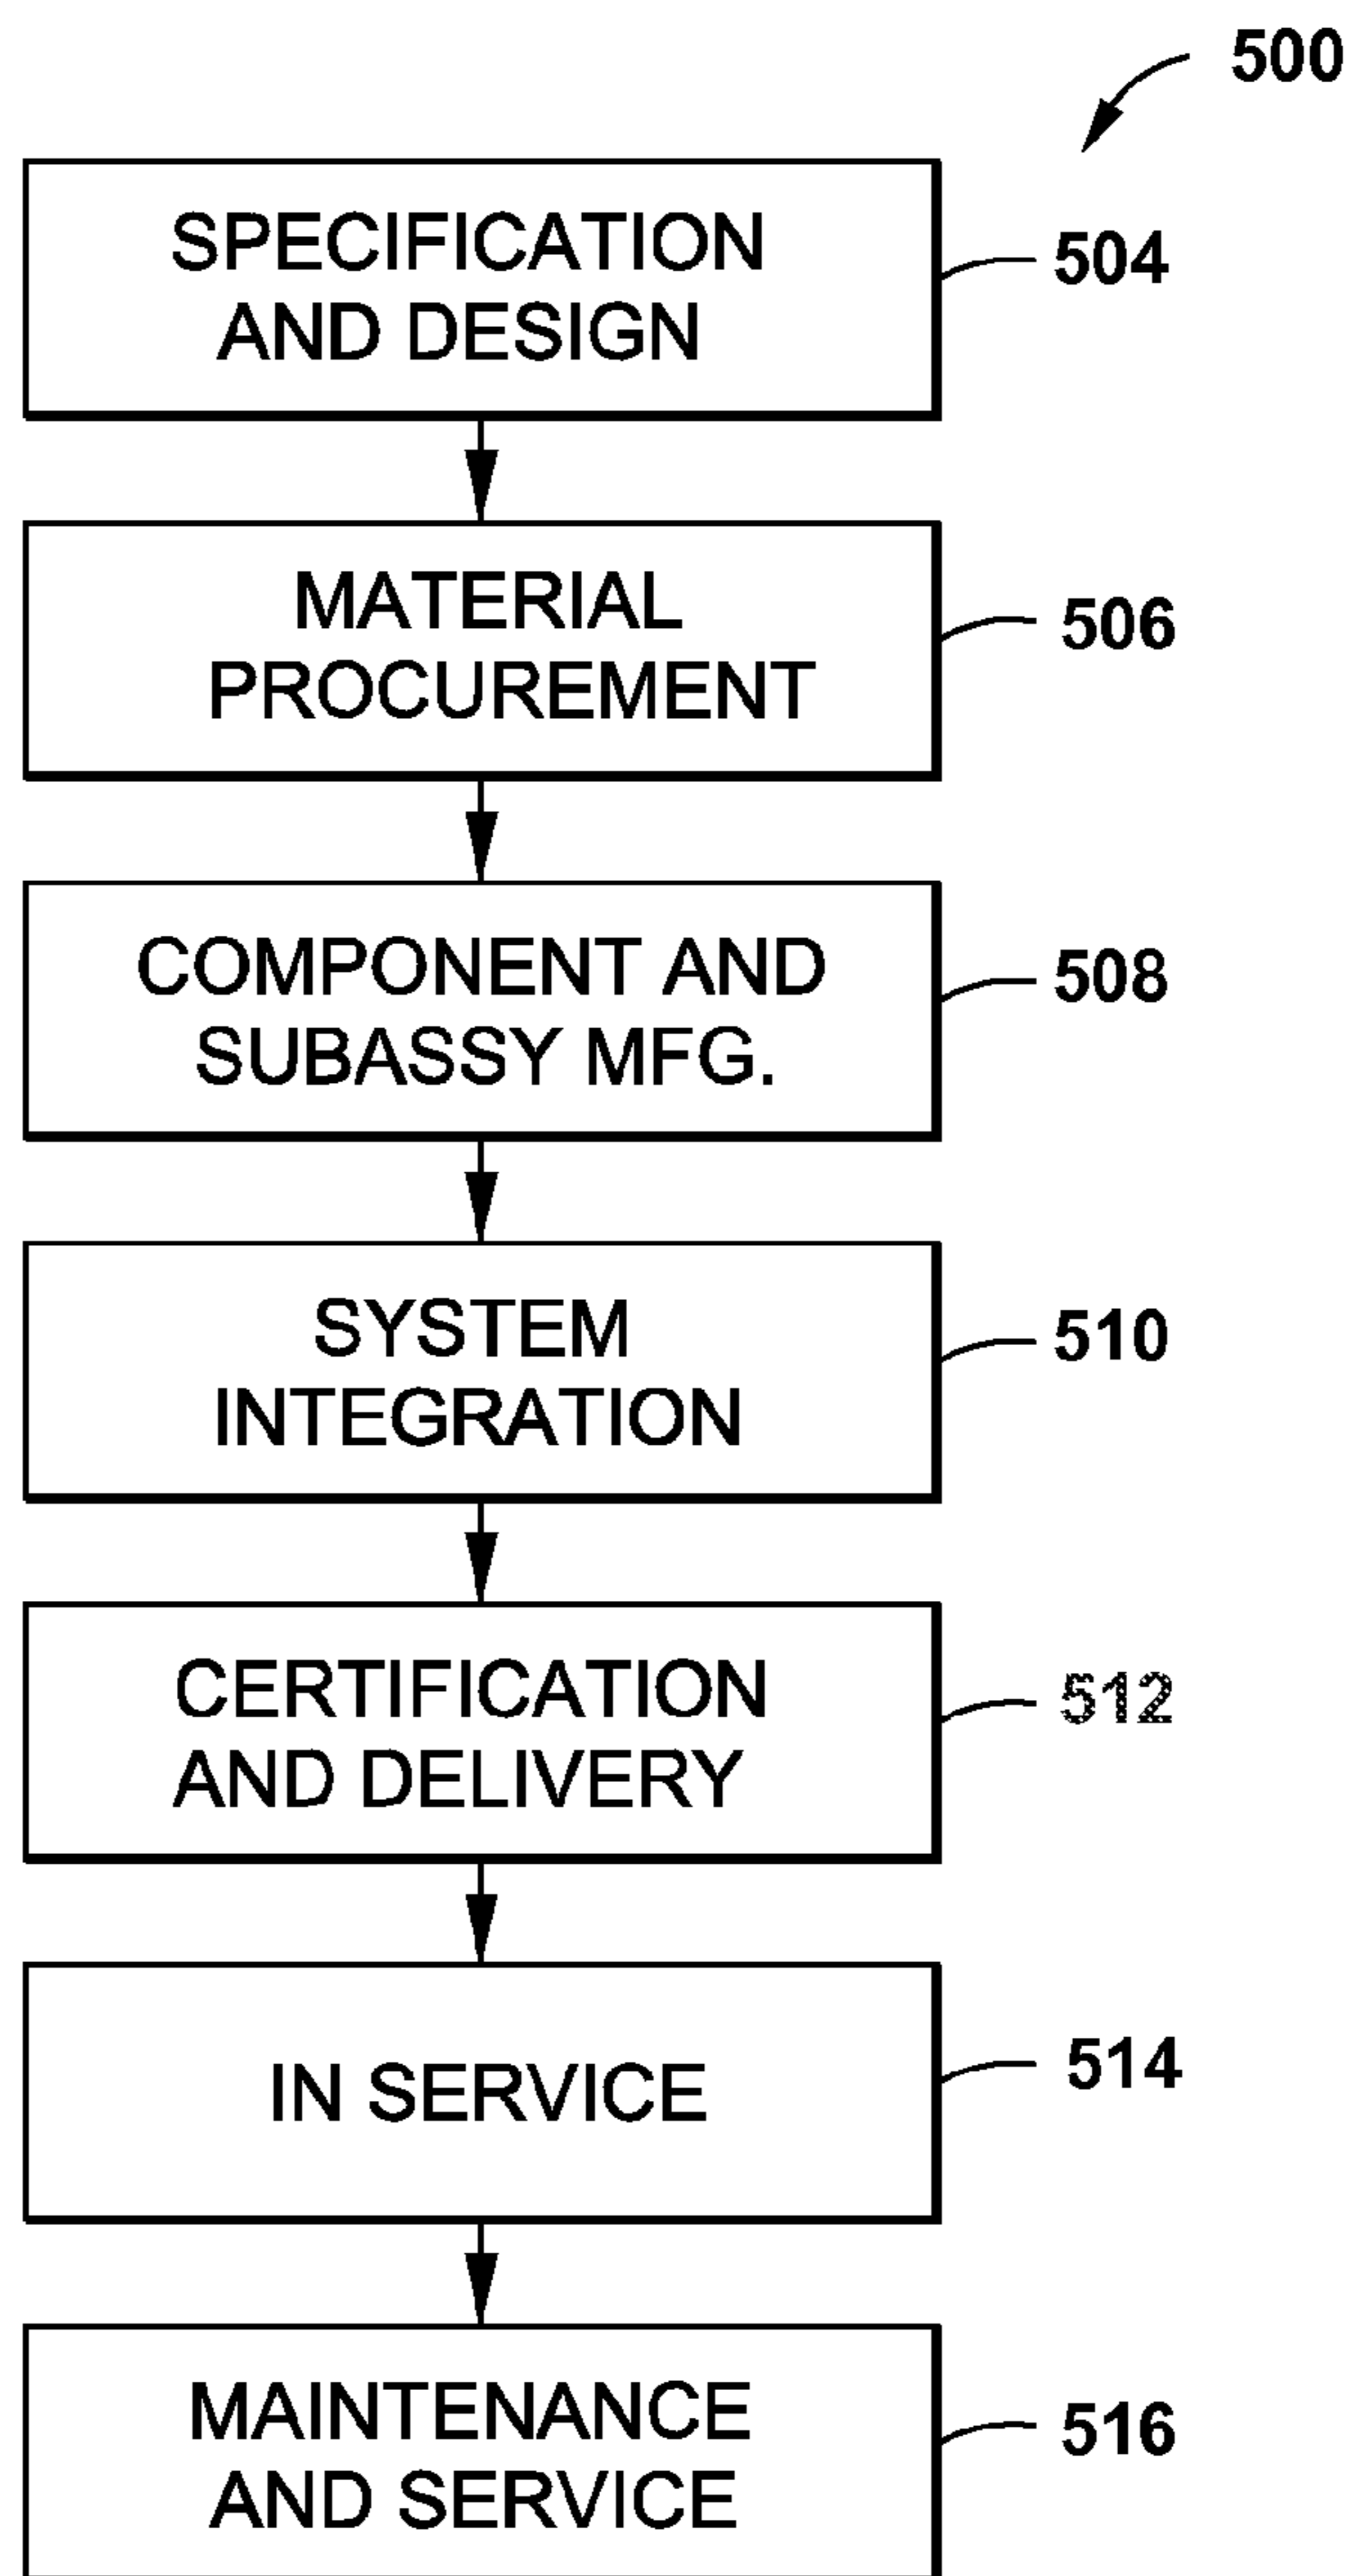 500
SPECIFICATION
AND DESIGN
504
MATERIAL
PROCUREMENT
506
COMPONENT AND
SUBASSY MFG.
508
SYSTEM
INTEGRATION
510
CERTIFICATION
AND DELIVERY
512
IN SERVICE
514
MAINTENANCE
AND SERVICE
516